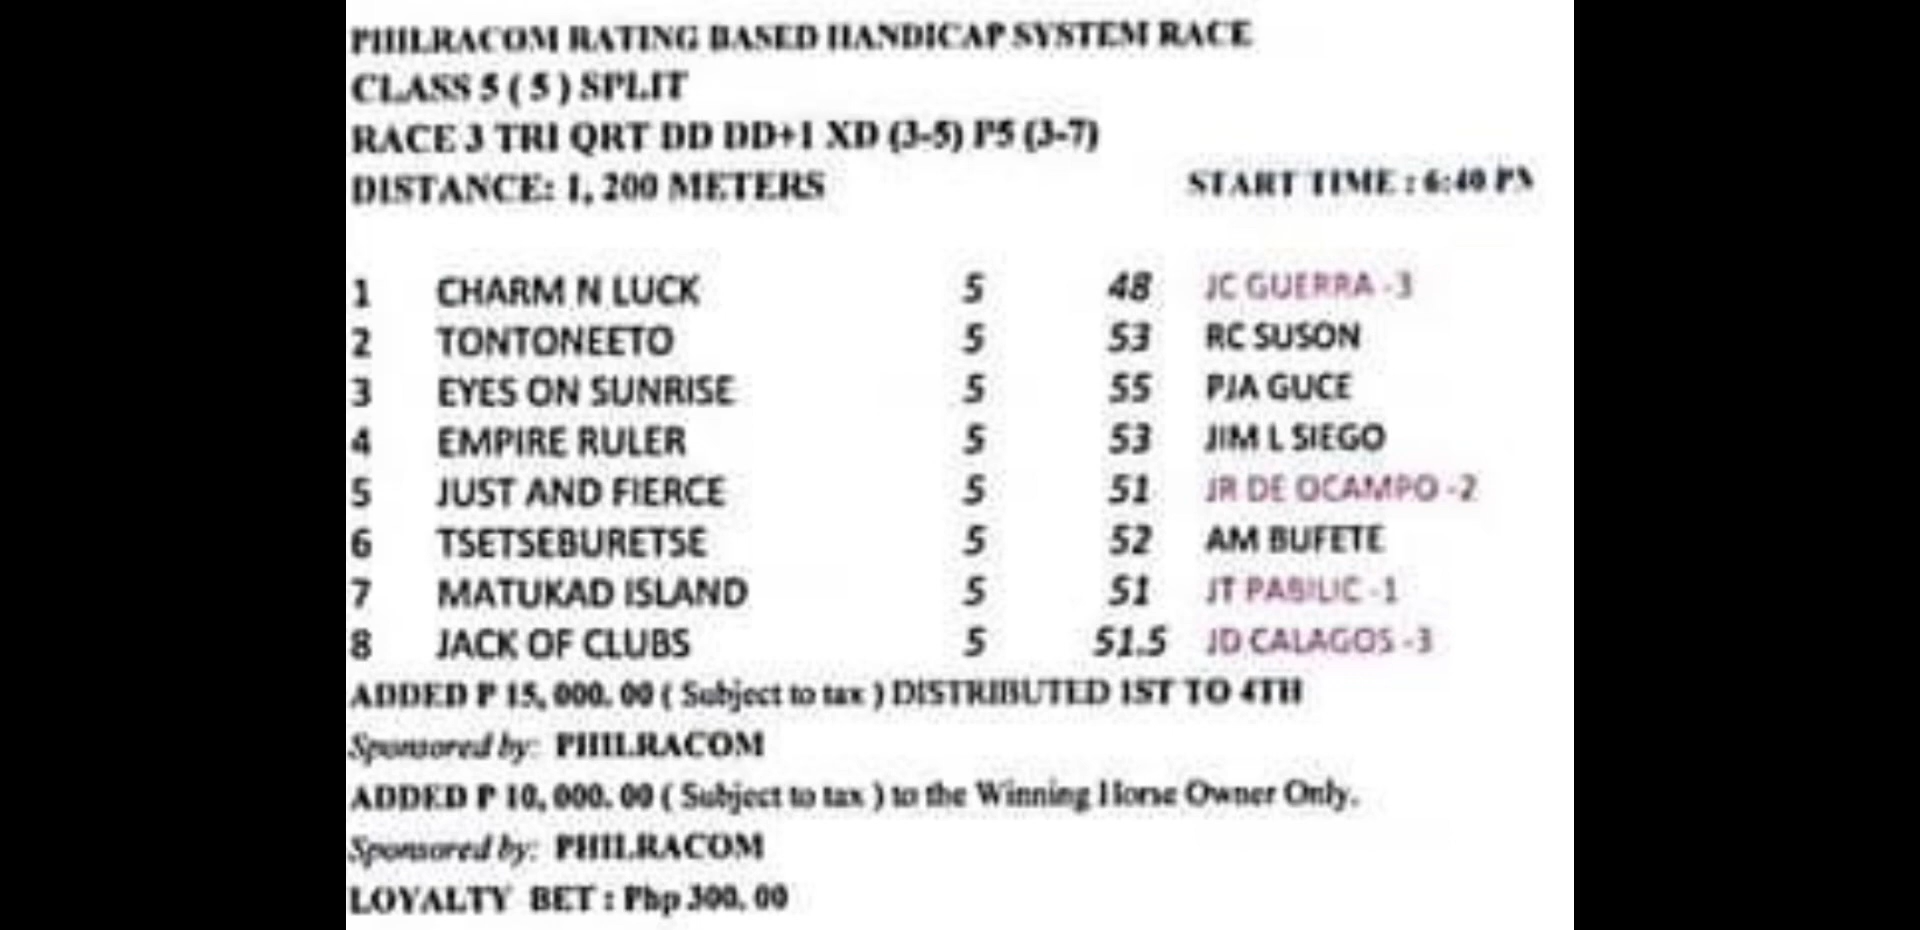 PHILRACOM RATING BASED HANDICAP SYSTEM RACE
CLASS 5 ( 5 ) SPLIT
RACE 3 TRI QRT DD DD+1 XD (3-5) P5 (3-7)
DISTANCE: 1, 200 METERS START TIME : 6:40 PM
1 CHARM N LUCK 5 48 JC GUERRA -3
2 TONTONEETO 5 53 RC SUSON
3 EYES ON SUNRISE 5 55 PJA GUCE
4 EMPIRE RULER 5 53 JIM L SIEGO
5 JUST AND FIERCE 5 51 JR DE OCAMPO -2
6 TSETSEBURETSE 5 52 AM BUFETE
7 MATUKAD ISLAND 5 51 JT PABILIC -1
8 JACK OF CLUBS 5 51.5 JD CALAGOS -3
ADDED P 15, 000. 00 ( Subject to tax ) DISTRIBUTED 1ST TO 4TH
Sponsored by: PHILRACOM
ADDED P 10, 000. 00 ( Subject to tax ) to the Winning Horse Owner Only.
Sponsored by: PHILRACOM
LOYALTY BET : Php 300. 00